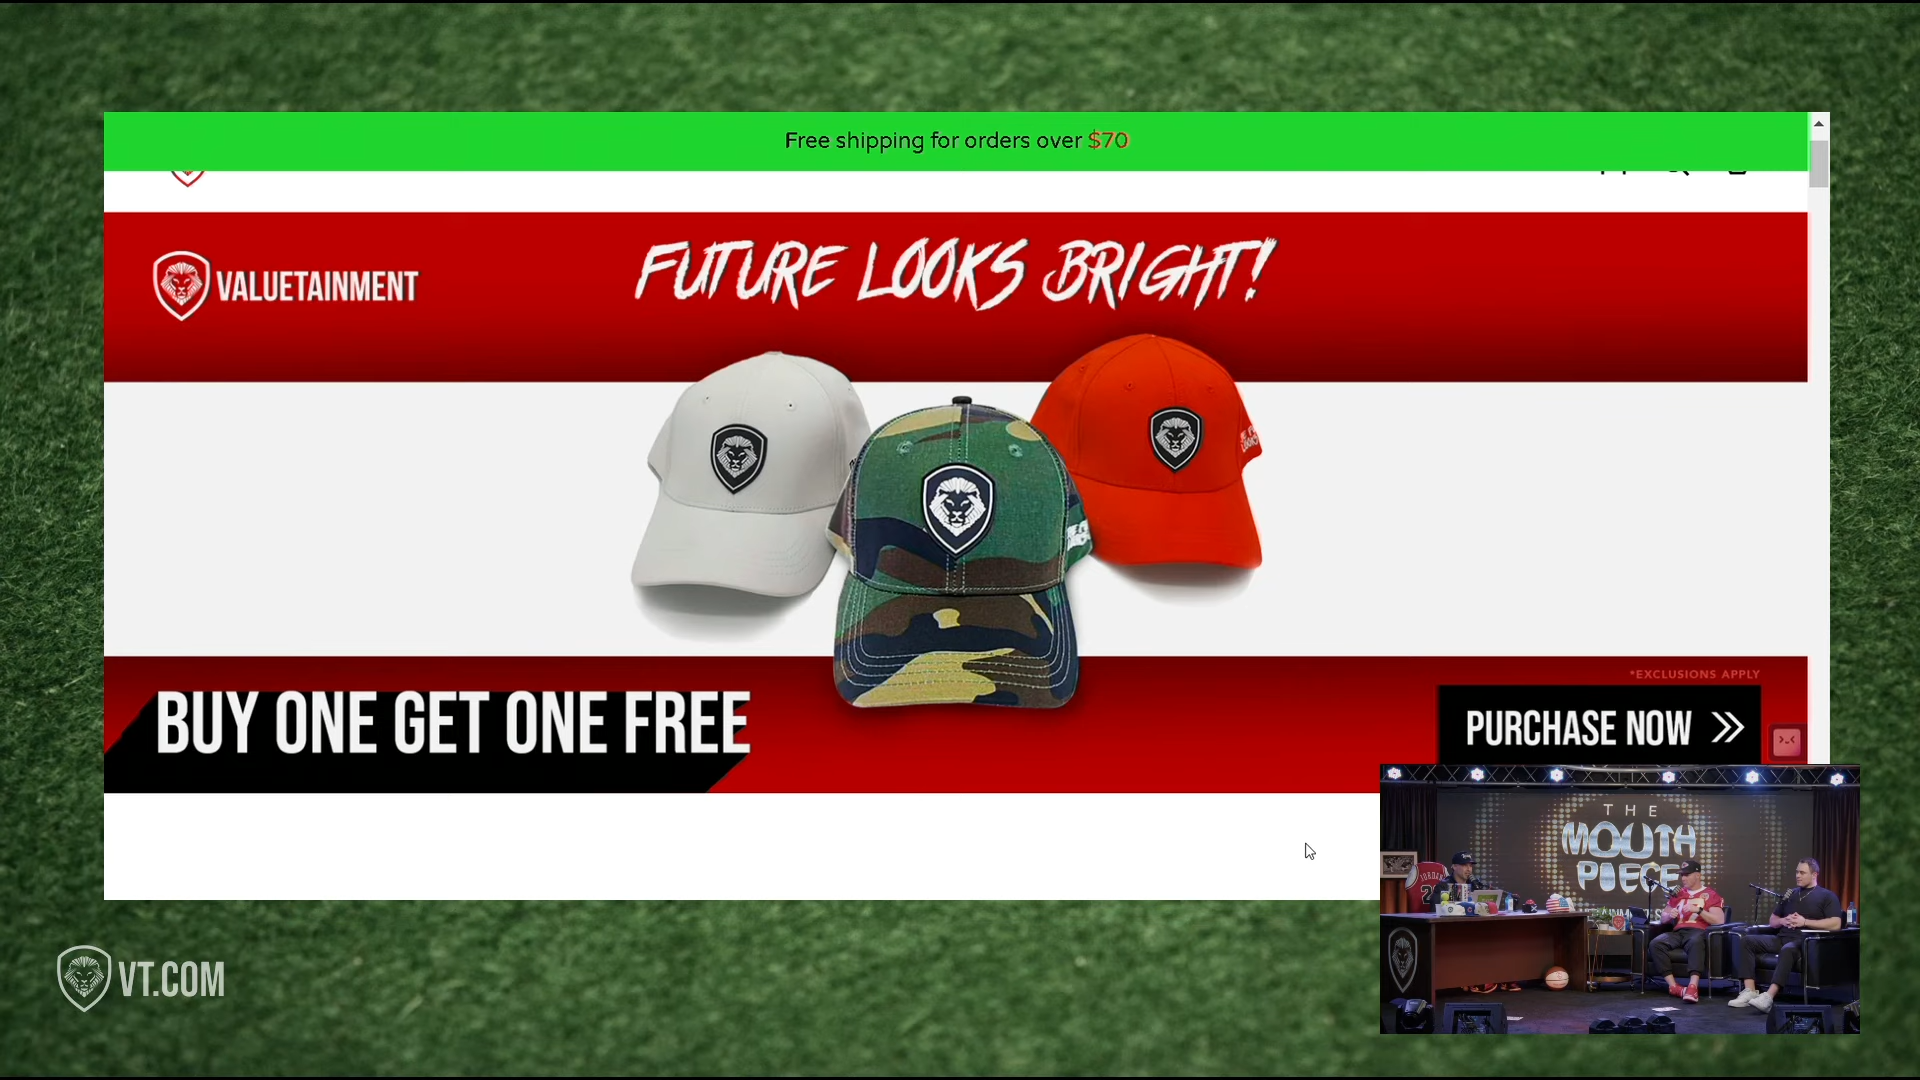 Free shipping for orders over $70
VALUETAINMENT
FUTURE LOOKS BRIGHT!
*EXCLUSIONS APPLY
BUY ONE GET ONE FREE
PURCHASE NOW
THE
MOUTH
PIECE
JORDAN
VT.COM